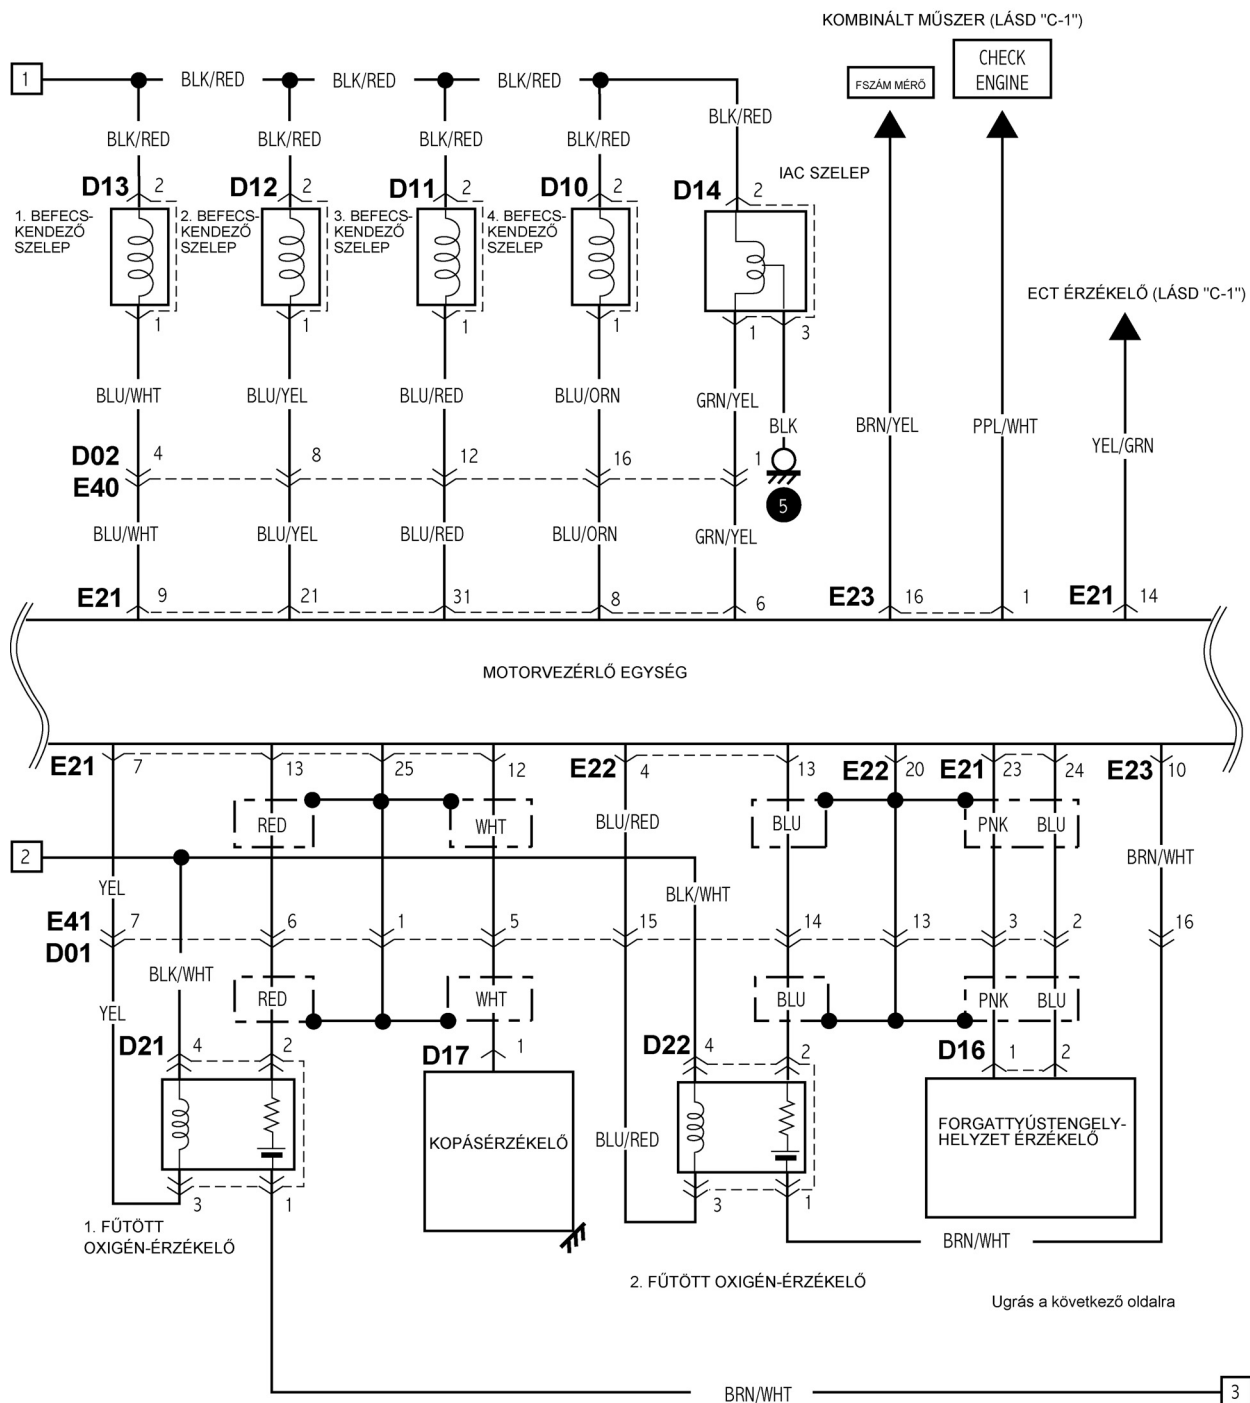 KOMBINÁLT MŰSZER (LÁSD "C-1")
1
BLK/RED BLK/RED BLK/RED
FSZÁM MÉRŐ
CHECK
ENGINE
BLK/RED BLK/RED BLK/RED BLK/RED BLK/RED
IAC SZELEP
D13 2 D12 2 D11 2 D10 2 D14 2
1. BEFECS-
KENDEZŐ
SZELEP
2. BEFECS-
KENDEZŐ
SZELEP
3. BEFECS-
KENDEZŐ
SZELEP
4. BEFECS-
KENDEZŐ
SZELEP
ECT ÉRZÉKELŐ (LÁSD "C-1")
1 1 1 1 1 3
BLU/WHT BLU/YEL BLU/RED BLU/ORN GRN/YEL
BLK BRN/YEL PPL/WHT YEL/GRN
D02 4 8 12 16 1
E40
5
BLU/WHT BLU/YEL BLU/RED BLU/ORN GRN/YEL
E21 9 21 31 8 6 E23 16 1 E21 14
MOTORVEZÉRLŐ EGYSÉG
E21 7 13 25 12 E22 4 13 E22 20 E21 23 24 E23 10
RED WHT BLU/RED BLU PNK BLU
2
BRN/WHT
YEL BLK/WHT
E41 7 6 1 5 15 14 13 3 2 16
D01
BLK/WHT
YEL RED WHT BLU PNK BLU
D21 4 2 D17 1 D22 4 2 D16 1 2
KOPÁSÉRZÉKELŐ
BLU/RED
FORGATTYÚSTENGELY-
HELYZET ÉRZÉKELŐ
3 1 3 1
1. FŰTÖTT
OXIGÉN-ÉRZÉKELŐ
BRN/WHT
2. FŰTÖTT OXIGÉN-ÉRZÉKELŐ
Ugrás a következő oldalra
BRN/WHT
3